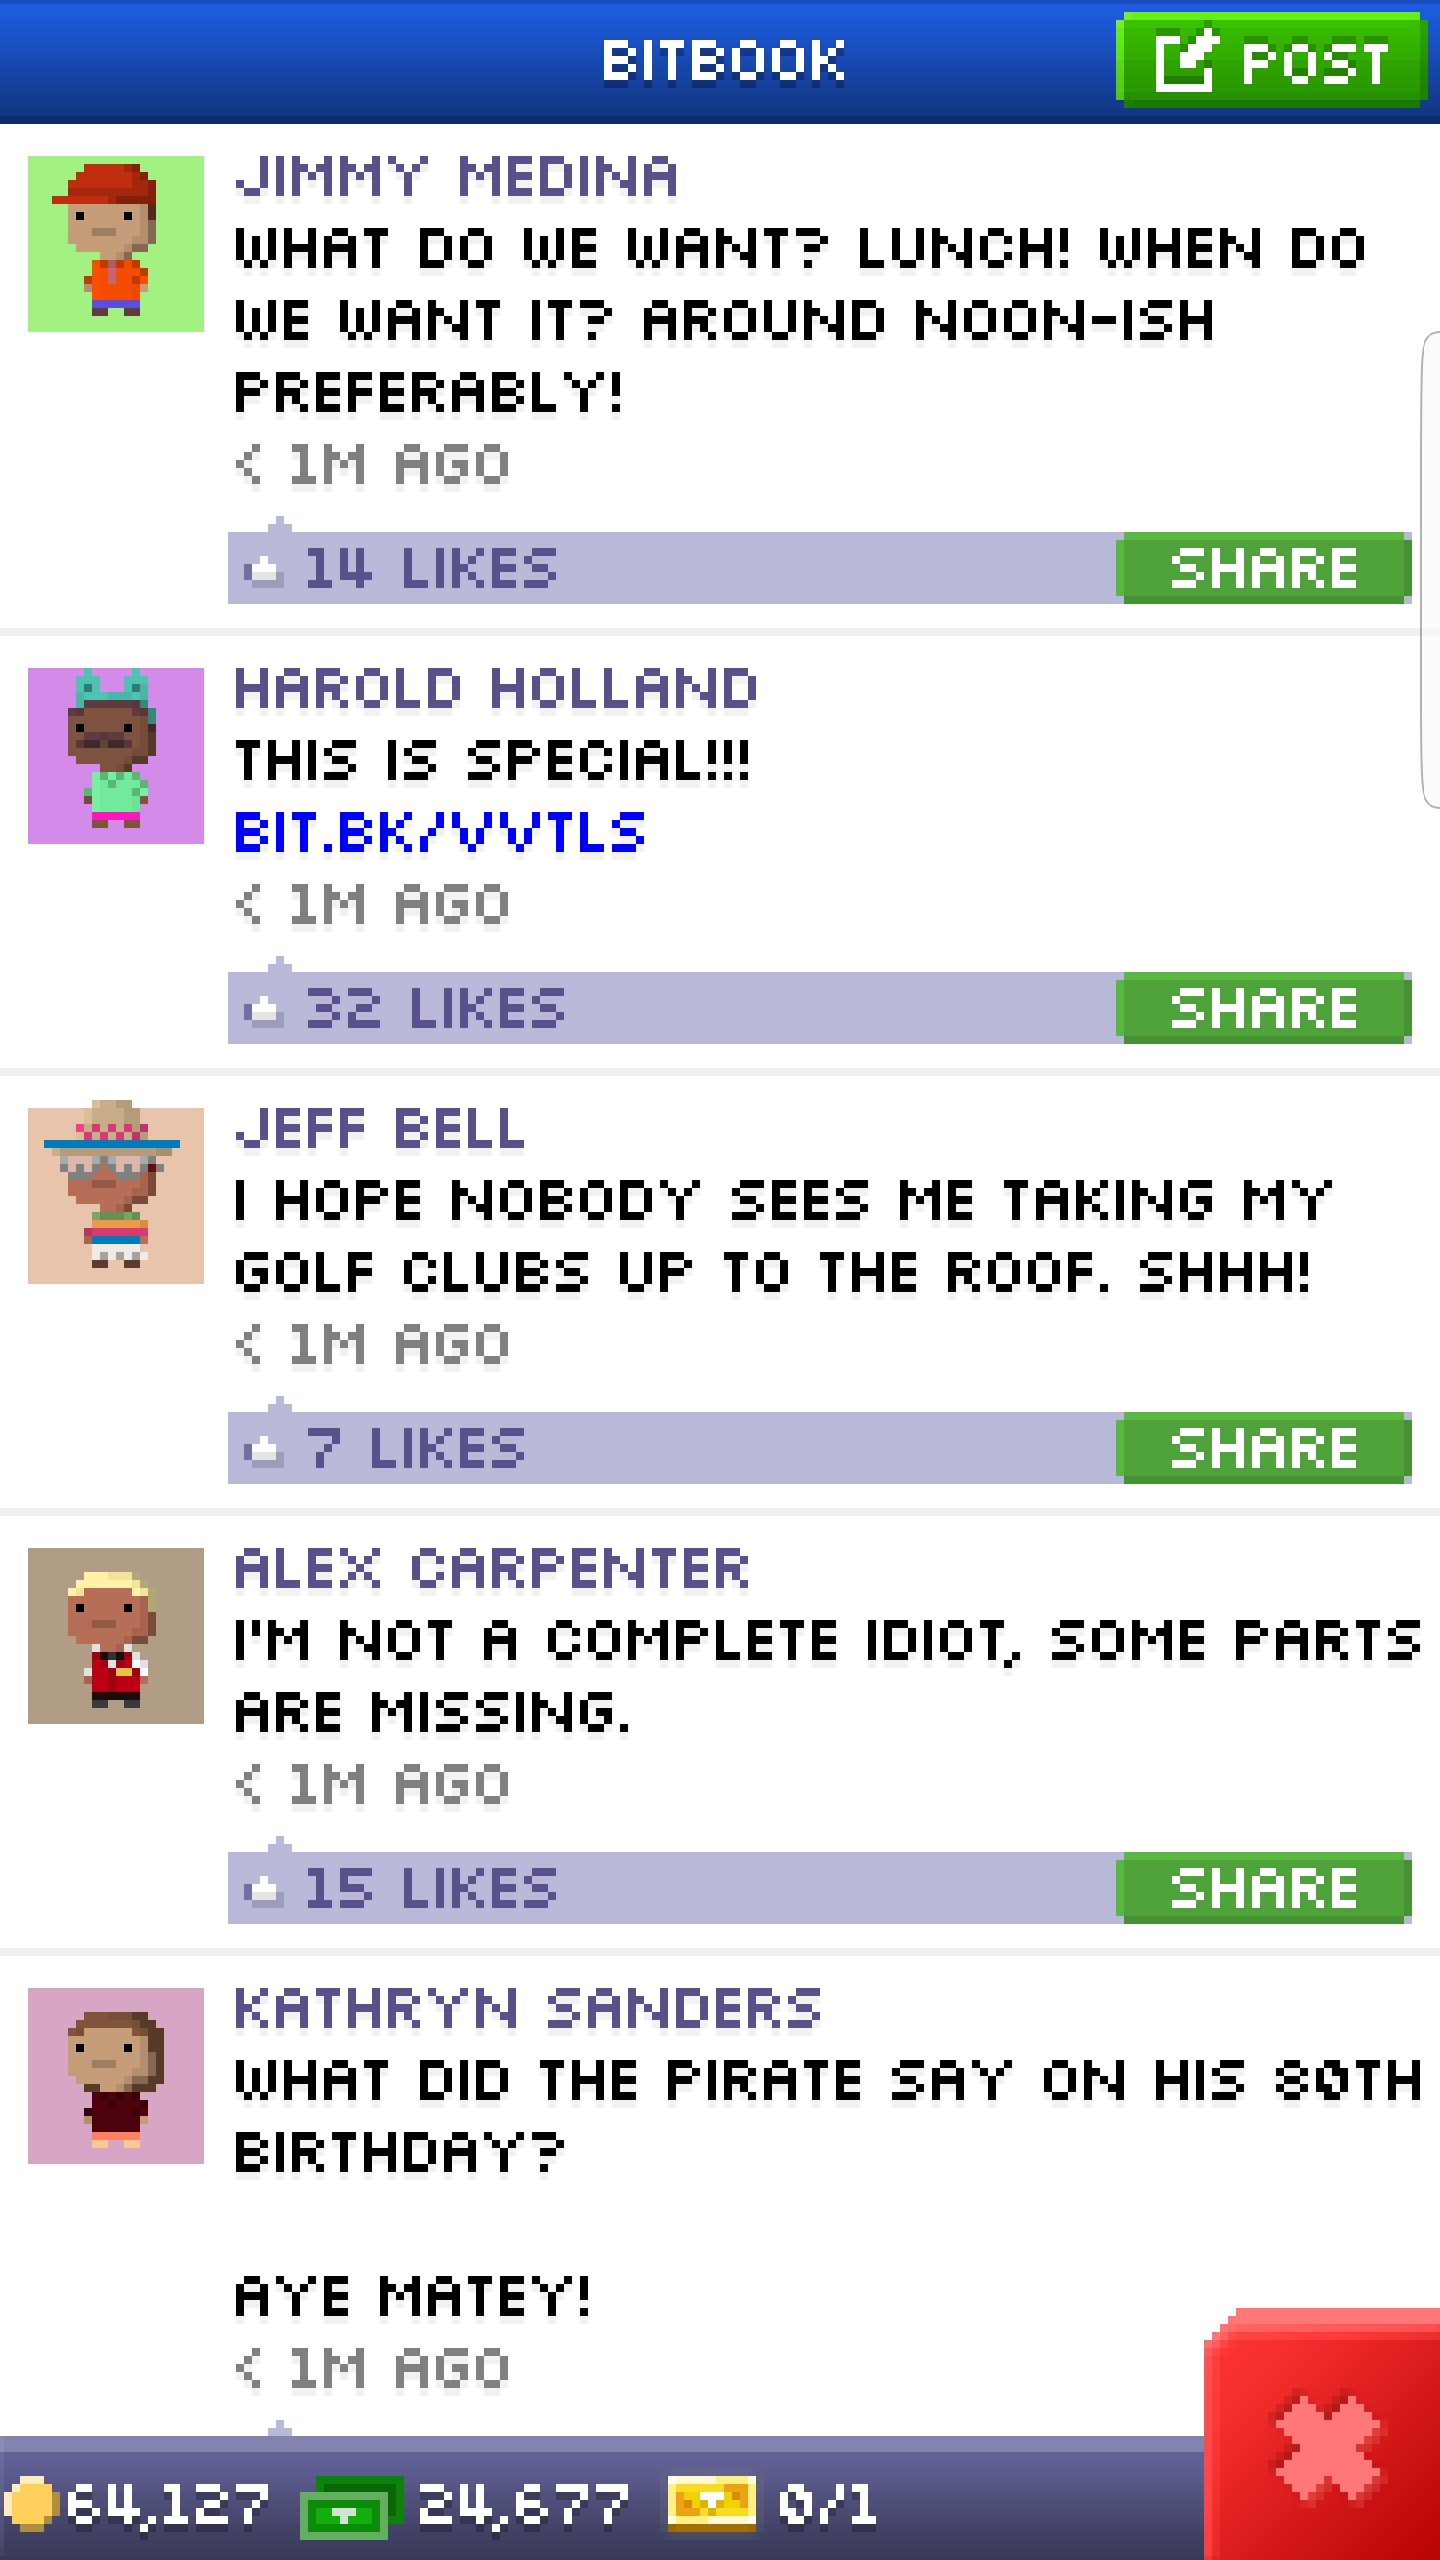 BITBOOK
POST
JIMMY MEDINA
WHAT DO WE WANT? LUNCH! WHEN DO
WE WANT IT? AROUND NOON-ISH
PREFERABLY!
< 1M AGO
14 LIKES
SHARE
HAROLD HOLLAND
THIS IS SPECIAL!!!
BIT.BK/VVTLS
< 1M AGO
32 LIKES
SHARE
JEFF BELL
I HOPE NOBODY SEES ME TAKING MY
GOLF CLUBS UP TO THE ROOF. SHHH!
< 1M AGO
7 LIKES
SHARE
ALEX CARPENTER
I'M NOT A COMPLETE IDIOT, SOME PARTS
ARE MISSING.
< 1M AGO
15 LIKES
SHARE
KATHRYN SANDERS
WHAT DID THE PIRATE SAY ON HIS 80TH
BIRTHDAY?
AYE MATEY!
< 1M AGO
64,127
24,677
0/1